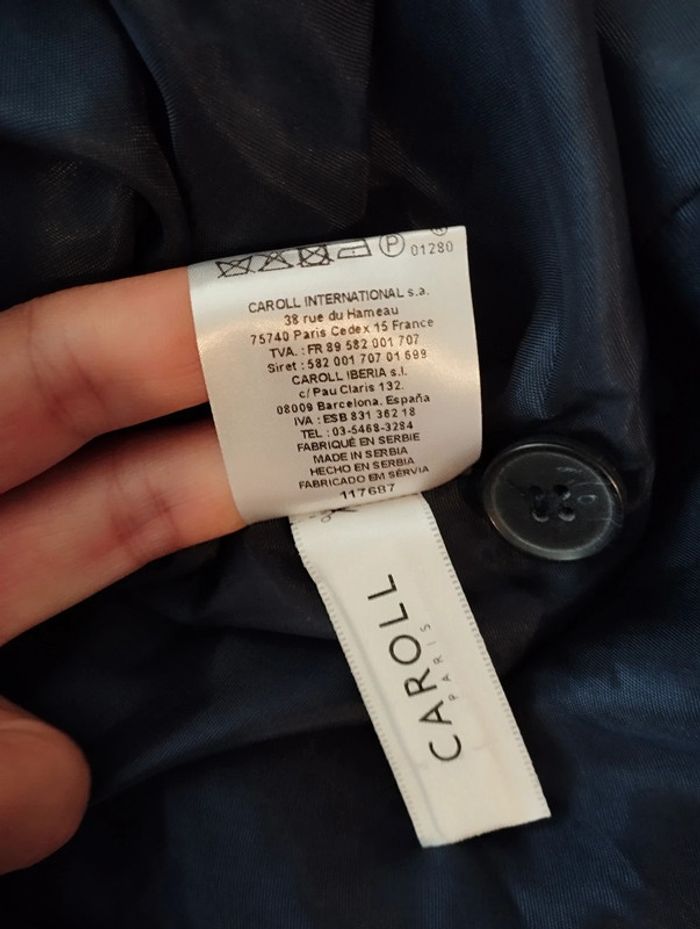 P
01280
CAROLL INTERNATIONAL s.a.
38 rue du Hameau
75740 Paris Cedex 15 France
TVA. : FR 89 582 001 707
Siret : 582 001 707 01 699
CAROLL IBERIA s.l.
c/ Pau Claris 132.
08009 Barcelona. España
IVA : ESB 831 362 18
TEL : 03-5468-3284
FABRIQUÉ EN SERBIE
MADE IN SERBIA
HECHO EN SERBIA
FABRICADO EM SÉRVIA
117687
CAROLL
PARIS